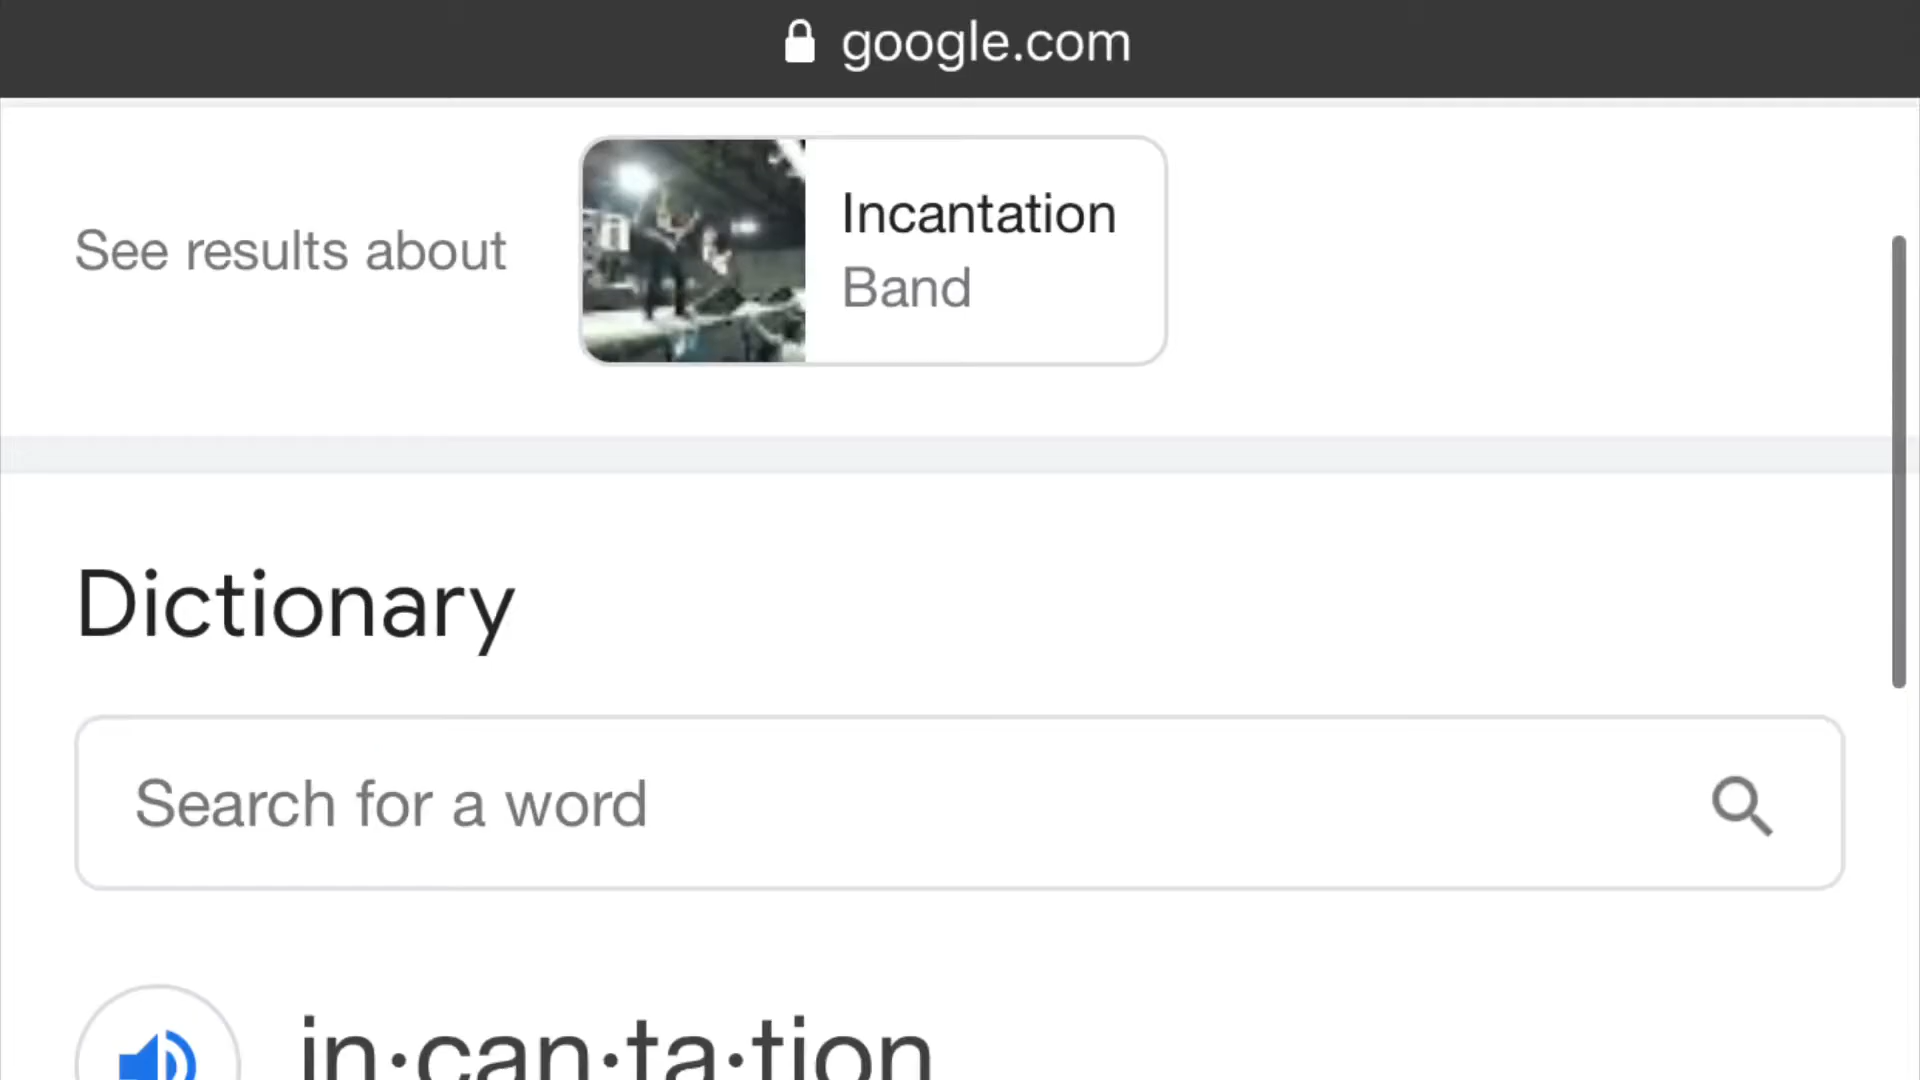 google.com
See results about
Incantation
Band
Dictionary
Search for a word
in·can·ta·tion